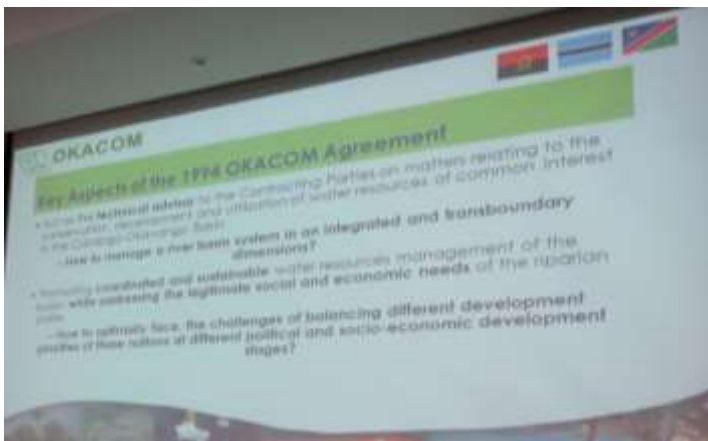 OKACOM
Key Aspects of the 1994 OKACOM Agreement
the technical advisor to the Contracting Parties on matters relating to the
conservation, development and utilization of water resources of common interest
in the Cubango-Okavango Basin
– How to manage a river basin system in an integrated and transboundary
dimensions?
Promoting coordinated and sustainable water resources management of the
while addressing the legitimate social and economic needs of the riparian
– How to optimally face, the challenges of balancing different development
priorities of three nations at different political and socio-economic development
stages?